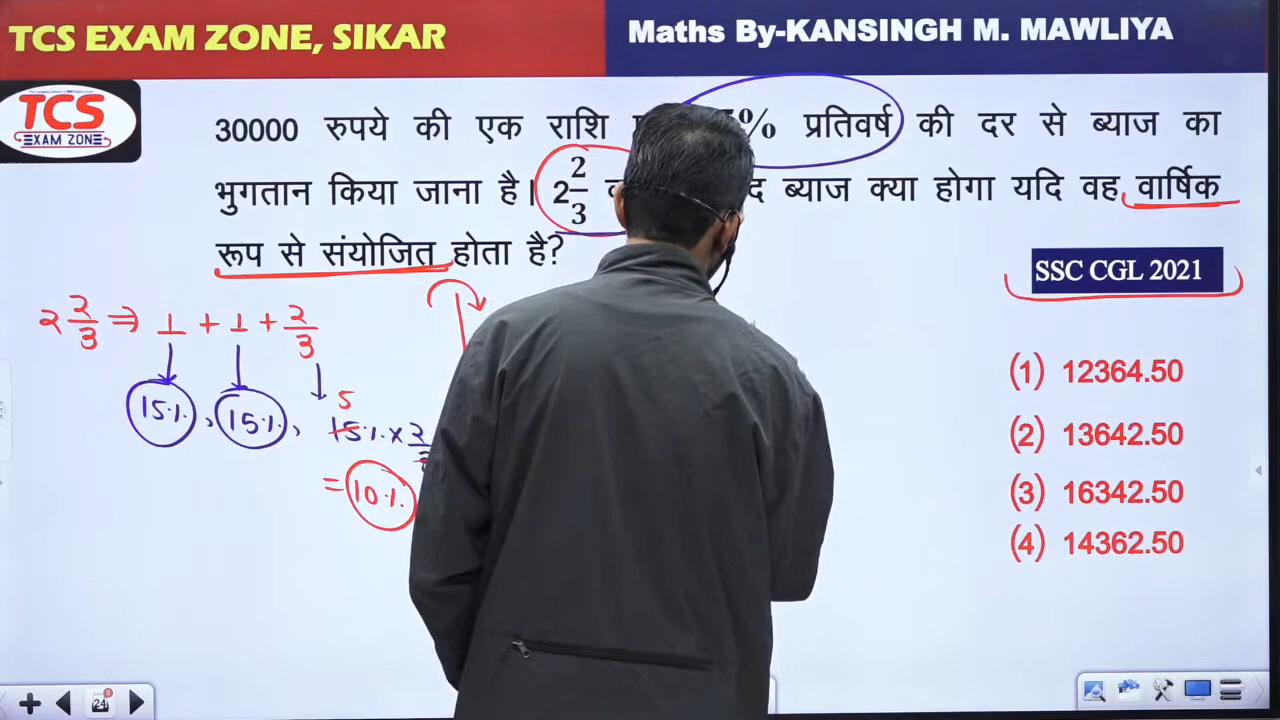 TCS EXAM ZONE, SIKAR
Maths By-KANSINGH M. MAWLIYA
TCS
EXAM ZONE
30000 रुपये की एक राशि 5% प्रतिवर्ष की दर से ब्याज का
भुगतान किया जाना है। 2 2/3 ब्याज क्या होगा यदि वह वार्षिक
रूप से संयोजित होता है?
SSC CGL 2021
2 2/3 ⇒ 1 + 1 + 2/3
15%, 15%, 15% × 2
5
= 10%
(1) 12364.50
(2) 13642.50
(3) 16342.50
(4) 14362.50
24